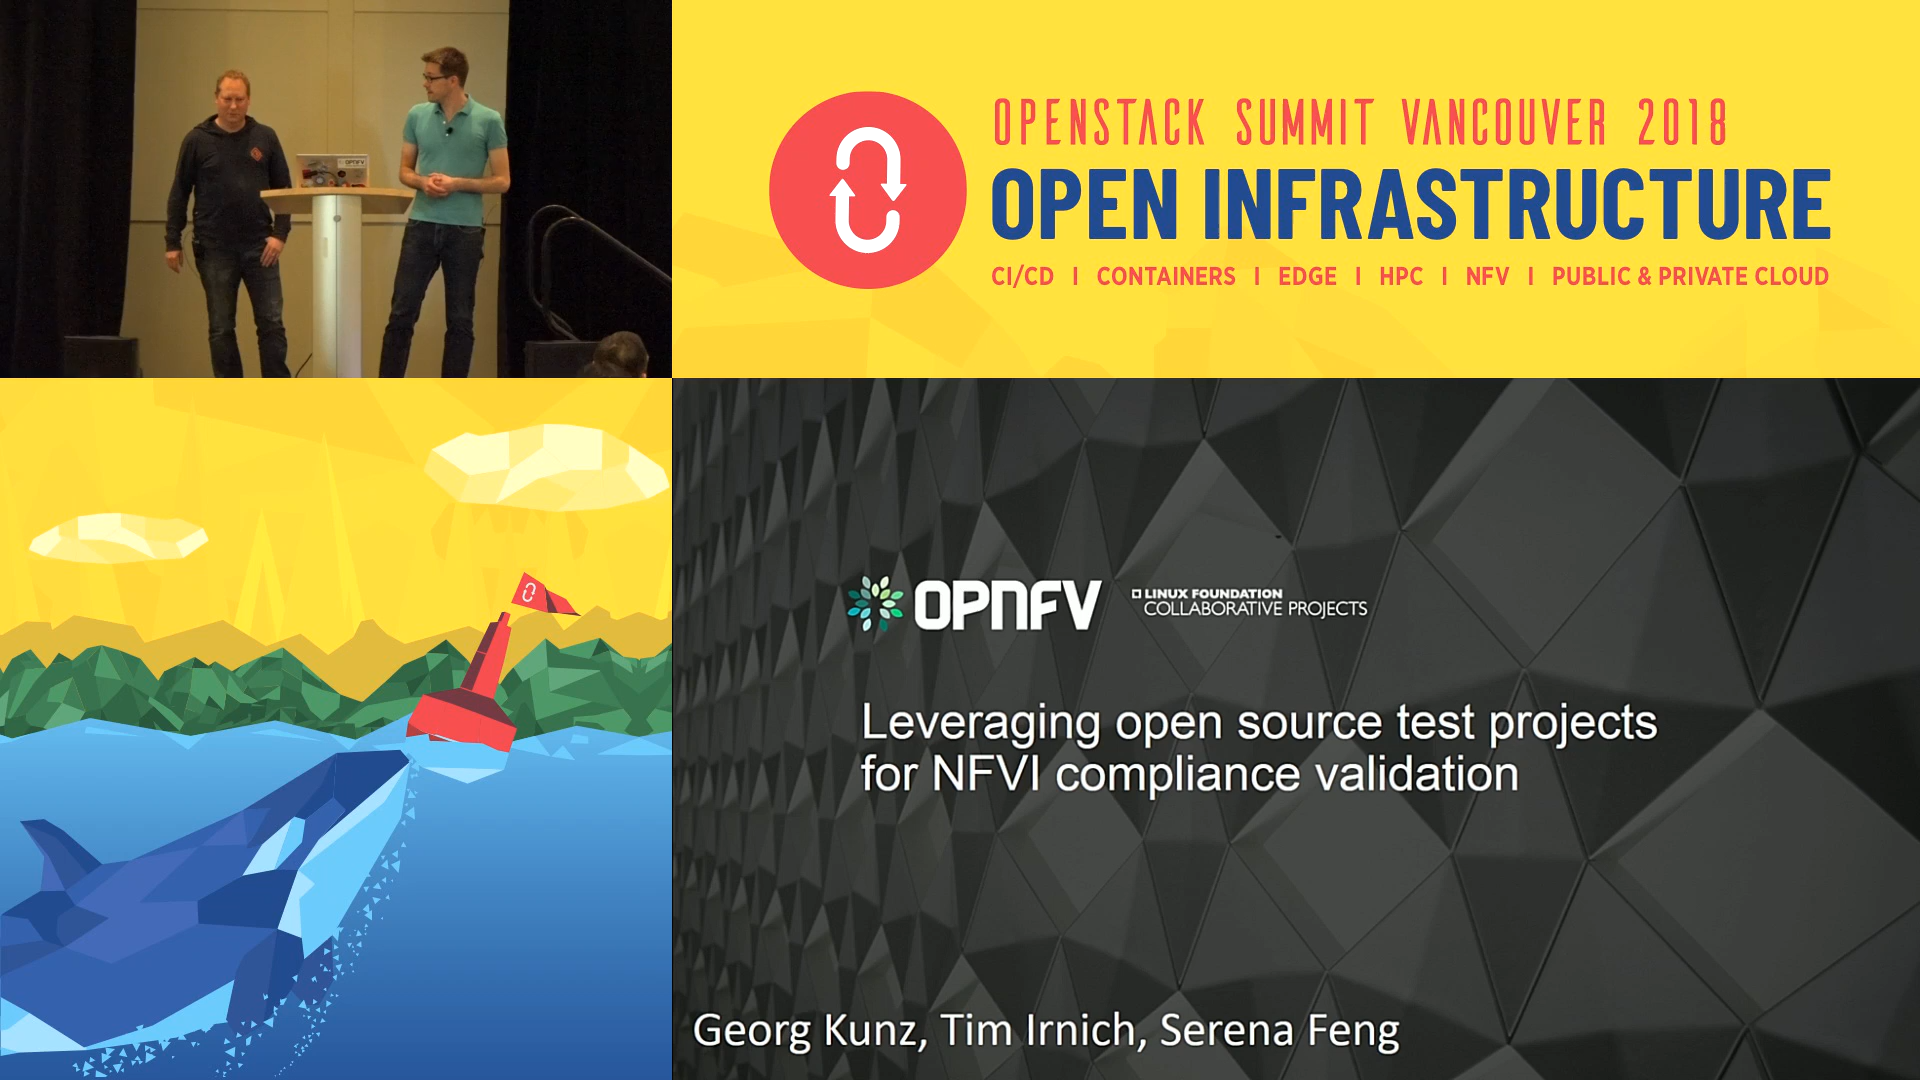 OPNFV
OPENSTACK SUMMIT VANCOUVER 2018
OPEN INFRASTRUCTURE
CI/CD I CONTAINERS I EDGE I HPC I NFV I PUBLIC & PRIVATE CLOUD
OPNFV
LINUX FOUNDATION
COLLABORATIVE PROJECTS
Leveraging open source test projects
for NFVI compliance validation
Georg Kunz, Tim Irnich, Serena Feng